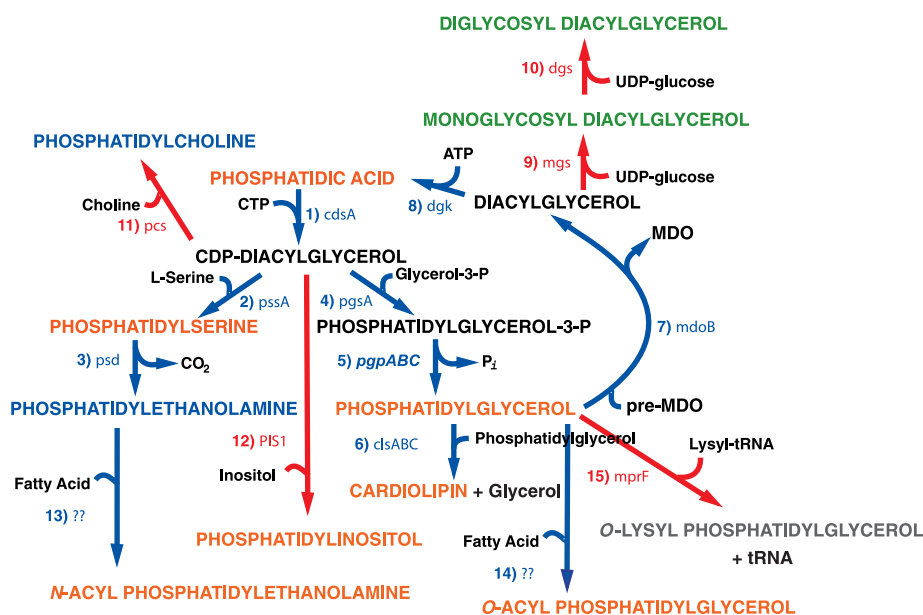 DIGLYCOSYL DIACYLGLYCEROL
10) dgs
UDP-glucose
MONOGLYCOSYL DIACYLGLYCEROL
PHOSPHATIDYLCHOLINE
ATP
9) mgs
UDP-glucose
PHOSPHATIDIC ACID
8) dgk
DIACYLGLYCEROL
Choline
11) pcs
CTP
1) cdsA
MDO
CDP-DIACYLGLYCEROL
L-Serine
Glycerol-3-P
2) pssA
4) pgsA
PHOSPHATIDYLSERINE
PHOSPHATIDYLGLYCEROL-3-P
7) mdoB
3) psd
CO2
5) pgpABC
Pi
PHOSPHATIDYLETHANOLAMINE
PHOSPHATIDYLGLYCEROL
pre-MDO
12) PIS1
6) clsABC
Phosphatidylglycerol
Lysyl-tRNA
Inositol
15) mprF
Fatty Acid
CARDIOLIPIN + Glycerol
13) ??
PHOSPHATIDYLINOSITOL
O-LYSYL PHOSPHATIDYLGLYCEROL
+ tRNA
Fatty Acid
14) ??
N-ACYL PHOSPHATIDYLETHANOLAMINE
O-ACYL PHOSPHATIDYLGLYCEROL